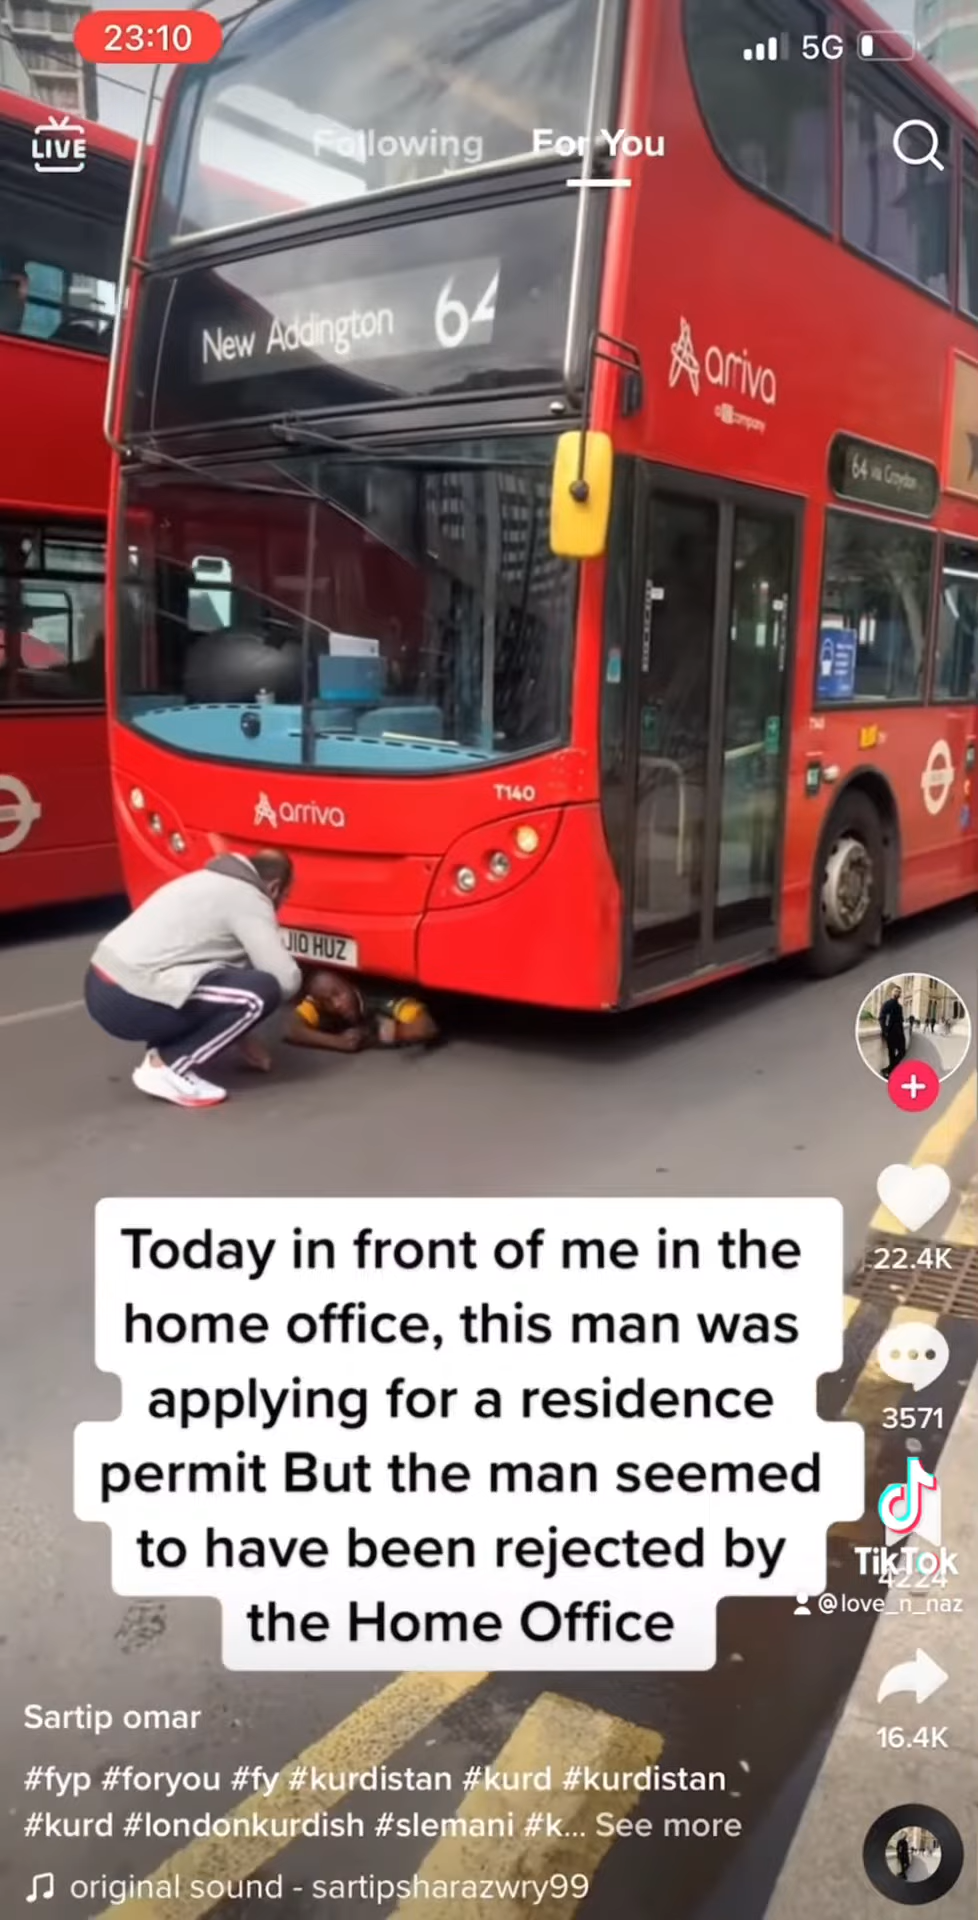 23:10
5G
LIVE
Following
For You
New Addington 64
arriva
company
64 via Croydon
T140
arriva
J10 HUZ
22.4K
3571
Today in front of me in the
home office, this man was
applying for a residence
permit But the man seemed
to have been rejected by
the Home Office
TikTok
4224
@love_n_naz
16.4K
Sartip omar
#fyp #foryou #fy #kurdistan #kurd #kurdistan
#kurd #londonkurdish #slemani #k... See more
original sound - sartipsharazwry99